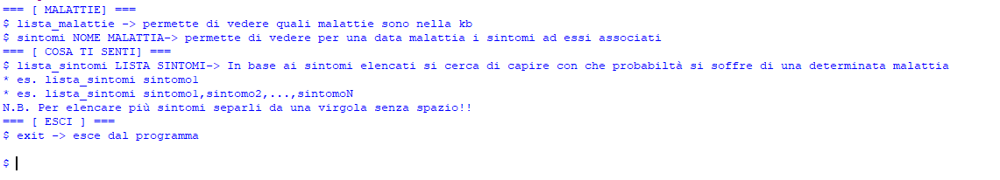 === [ MALATTIE] ===
$ lista_malattie -> permette di vedere quali malattie sono nella kb
$ sintomi NOME MALATTIA-> permette di vedere per una data malattia i sintomi ad essi associati
=== [ COSA TI SENTI] ===
$ lista_sintomi LISTA SINTOMI-> In base ai sintomi elencati si cerca di capire con che probabiltà si soffre di una determinata malattia
* es. lista_sintomi sintomo1
* es. lista_sintomi sintomo1,sintomo2,...,sintomoN
N.B. Per elencare più sintomi separli da una virgola senza spazio!!
=== [ ESCI ] ===
$ exit -> esce dal programma
$